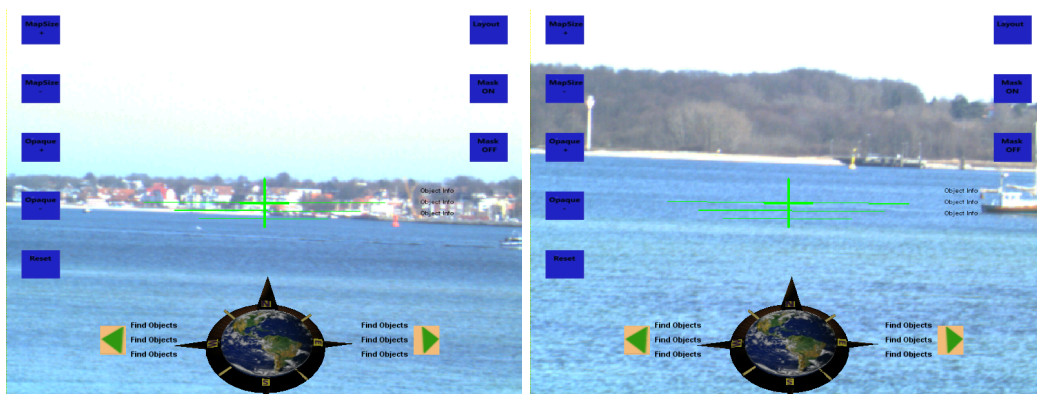 MapSize
+
MapSize
-
Opaque
+
Opaque
-
Reset
Layout
Mask
ON
Mask
OFF
Object Info
Object Info
Object Info
Find Objects
Find Objects
Find Objects
Find Objects
Find Objects
Find Objects
N
W
E
S
MapSize
+
MapSize
-
Opaque
+
Opaque
-
Reset
Layout
Mask
ON
Mask
OFF
Object Info
Object Info
Object Info
Find Objects
Find Objects
Find Objects
Find Objects
Find Objects
Find Objects
N
W
E
S